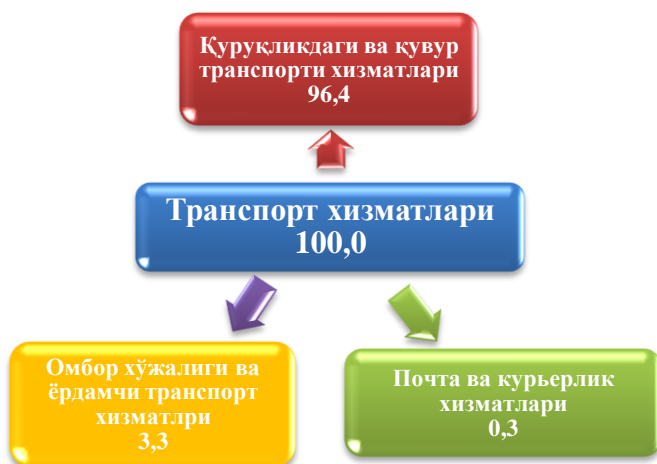 Қуруқликдаги ва қувур
транспорти хизматлари
96,4
Транспорт хизматлари
100,0
Омбор хўжалиги ва
ёрдамчи транспорт
хизматлри
3,3
Почта ва курьерлик
хизматлари
0,3